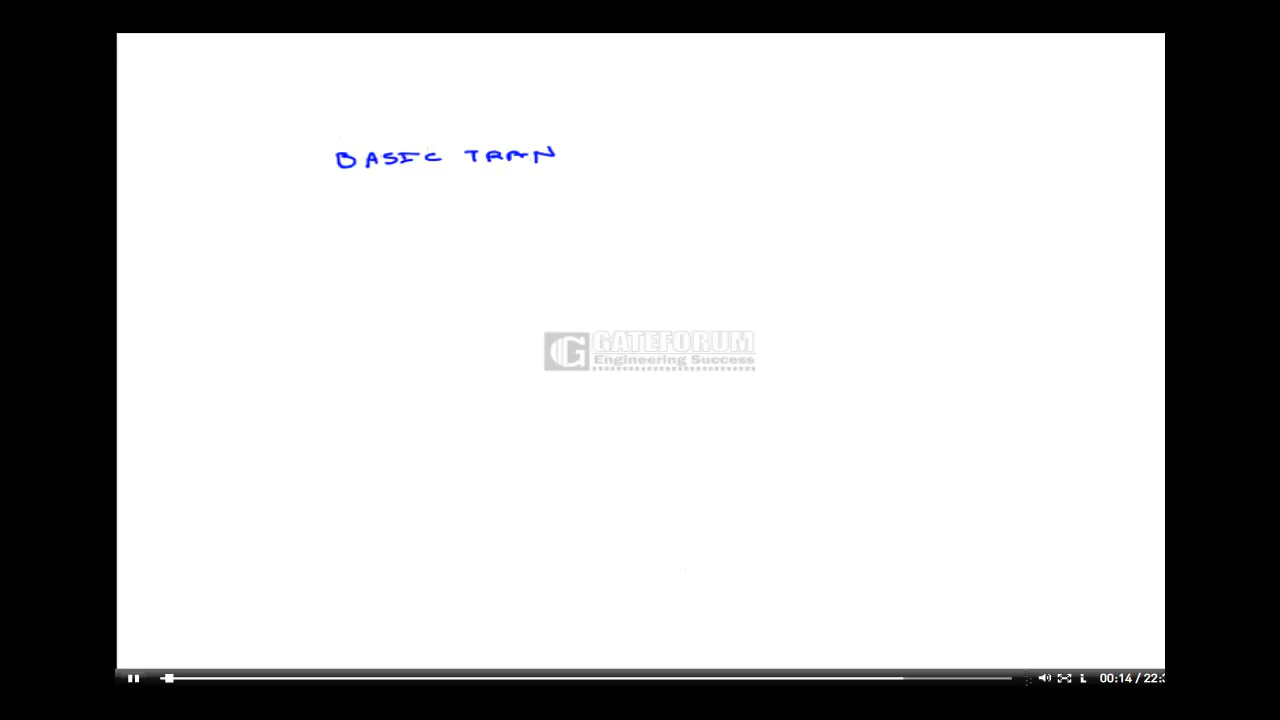 BASIC TRAN
GATEFORUM
Engineering Success
00:14 / 22: